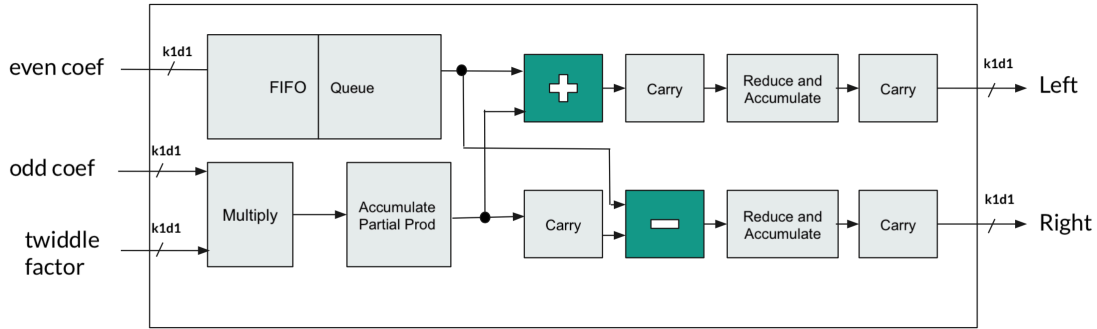 even coef
k1d1
FIFO
Queue
Carry
Reduce and
Accumulate
Carry
k1d1
Left
odd coef
k1d1
Multiply
Accumulate
Partial Prod
twiddle
factor
k1d1
Carry
Reduce and
Accumulate
Carry
k1d1
Right